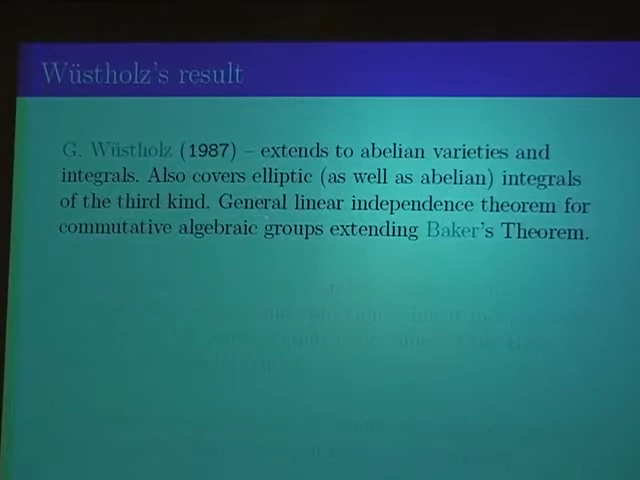 Wüstholz's result
G. Wüstholz (1987) – extends to abelian varieties and
integrals. Also covers elliptic (as well as abelian) integrals
of the third kind. General linear independence theorem for
commutative algebraic groups extending Baker's Theorem.